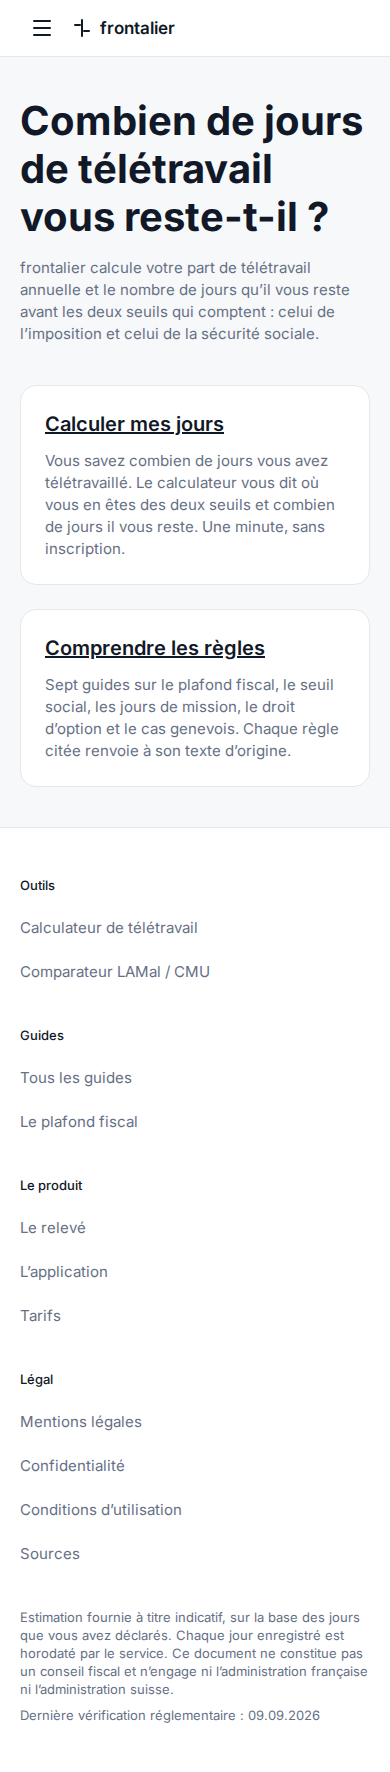 frontalier
Combien de jours
de télétravail
vous reste-t-il ?
frontalier calcule votre part de télétravail
annuelle et le nombre de jours qu’il vous reste
avant les deux seuils qui comptent : celui de
l’imposition et celui de la sécurité sociale.
Calculer mes jours
Vous savez combien de jours vous avez
télétravaillé. Le calculateur vous dit où
vous en êtes des deux seuils et combien
de jours il vous reste. Une minute, sans
inscription.
Comprendre les règles
Sept guides sur le plafond fiscal, le seuil
social, les jours de mission, le droit
d’option et le cas genevois. Chaque règle
citée renvoie à son texte d’origine.
Outils
Calculateur de télétravail
Comparateur LAMal / CMU
Guides
Tous les guides
Le plafond fiscal
Le produit
Le relevé
L’application
Tarifs
Légal
Mentions légales
Confidentialité
Conditions d’utilisation
Sources
Estimation fournie à titre indicatif, sur la base des jours
que vous avez déclarés. Chaque jour enregistré est
horodaté par le service. Ce document ne constitue pas
un conseil fiscal et n’engage ni l’administration française
ni l’administration suisse.
Dernière vérification réglementaire : 09.09.2026